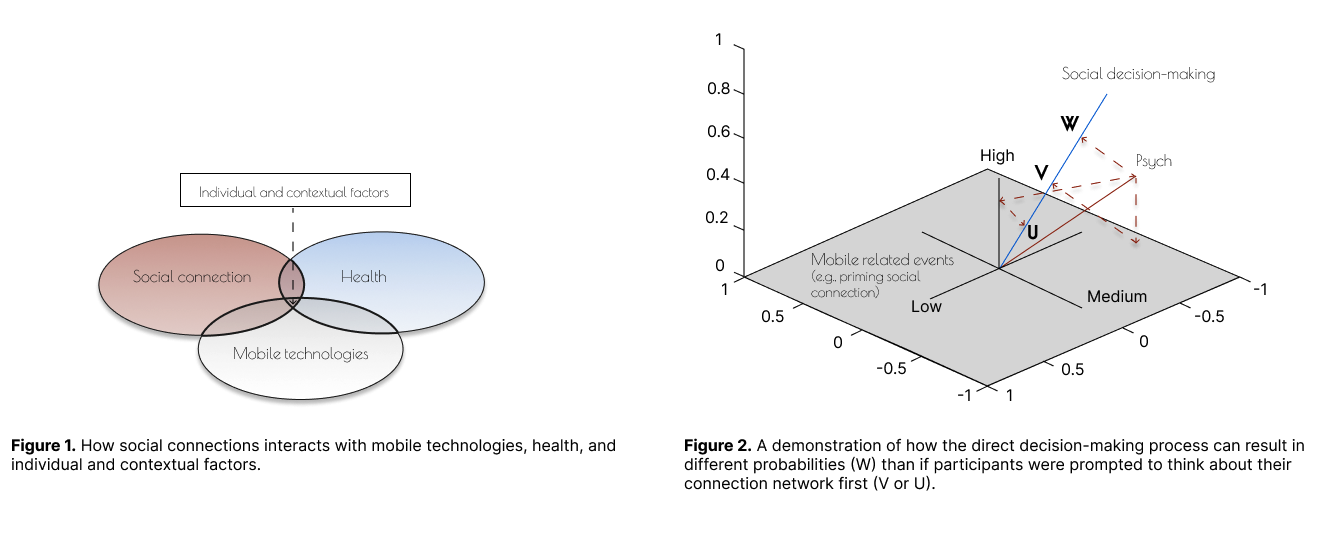 Individual and contextual factors
Social connection
Health
Mobile technologies
Figure 1. How social connections interacts with mobile technologies, health, and
individual and contextual factors.
1
0.8
0.6
0.4
0.2
0
Social decision-making
W
High
V
Psych
U
Mobile related events
(e.g., priming social
connection)
Low
Medium
1
0.5
0
-0.5
-1
1
0.5
0
-0.5
-1
Figure 2. A demonstration of how the direct decision-making process can result in
different probabilities (W) than if participants were prompted to think about their
connection network first (V or U).